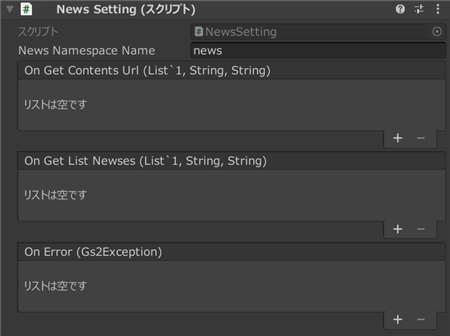 News Setting (スクリプト)
スクリプト NewsSetting
News Namespace Name news
On Get Contents Url (List`1, String, String)
リストは空です
On Get List Newses (List`1, String, String)
リストは空です
On Error (Gs2Exception)
リストは空です